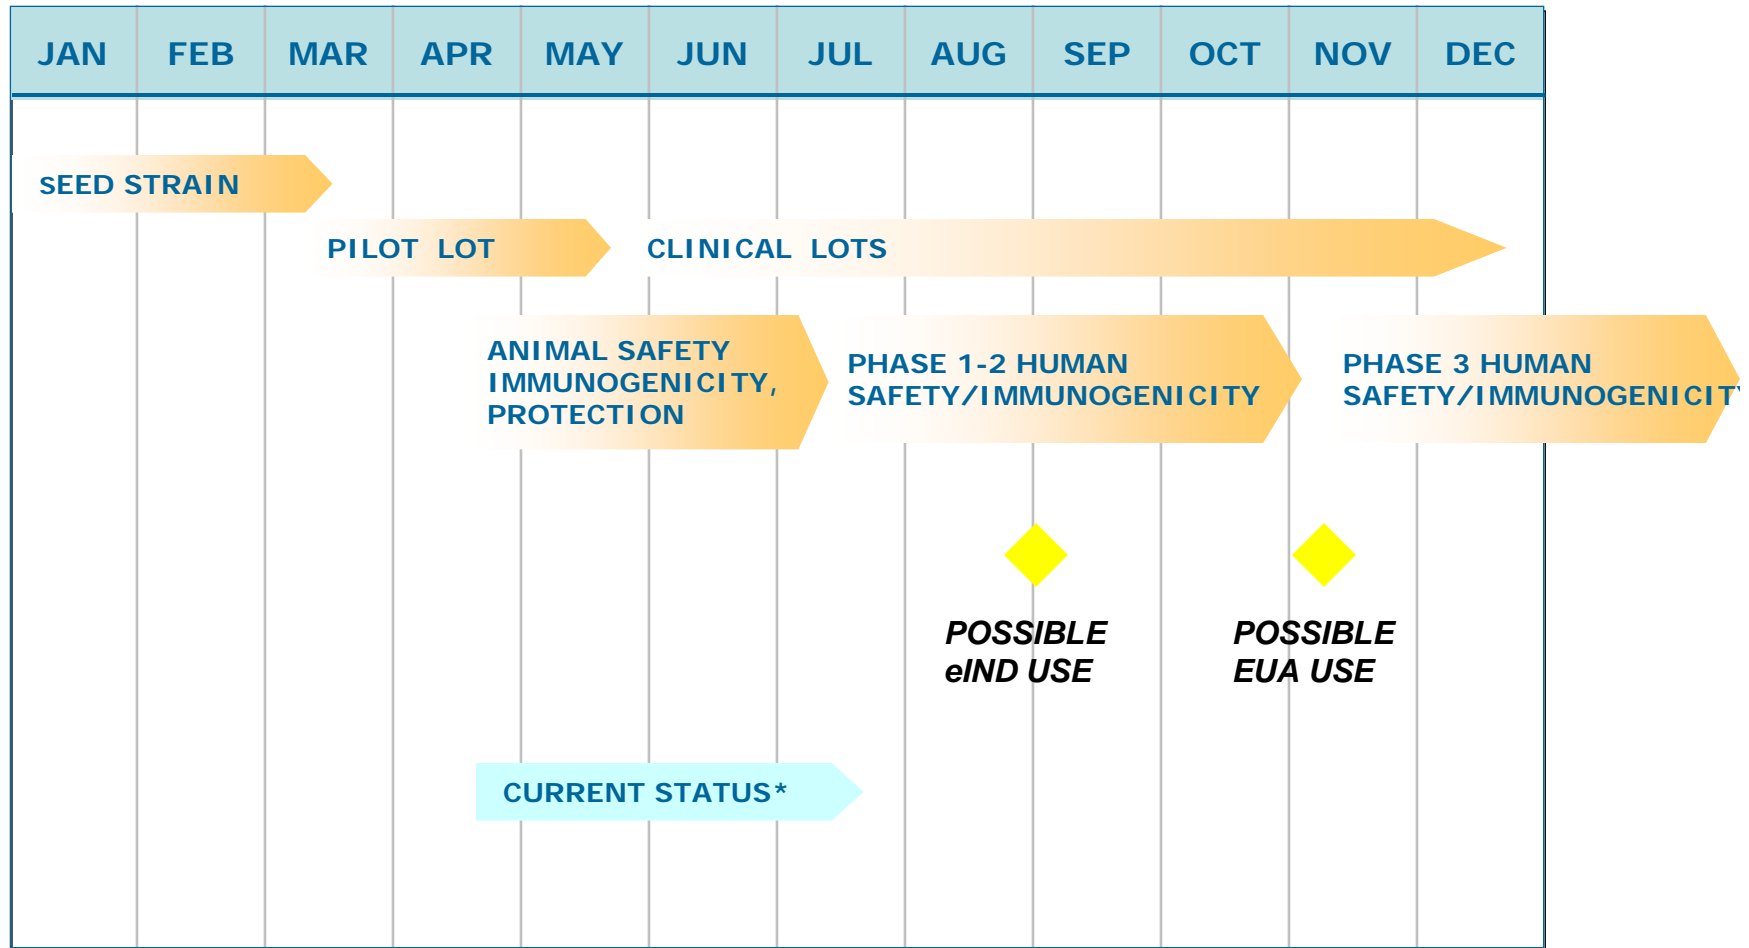 JAN FEB MAR APR MAY JUN JUL AUG SEP OCT NOV DEC
sEED STRAIN
PILOT LOT
CLINICAL LOTS
ANIMAL SAFETY
IMMUNOGENICITY,
PROTECTION
PHASE 1-2 HUMAN
SAFETY/IMMUNOGENICITY
PHASE 3 HUMAN
SAFETY/IMMUNOGENICITY
POSSIBLE
eIND USE
POSSIBLE
EUA USE
CURRENT STATUS*